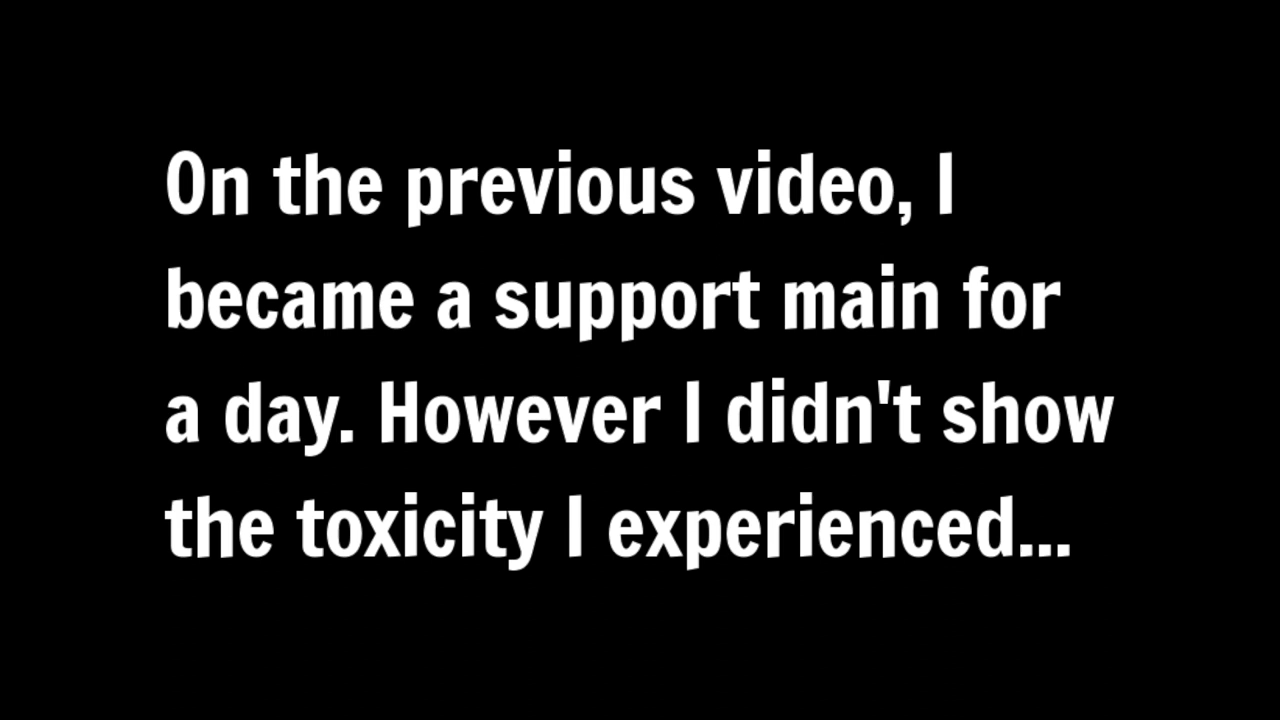 On the previous video, I
became a support main for
a day. However I didn't show
the toxicity I experienced...